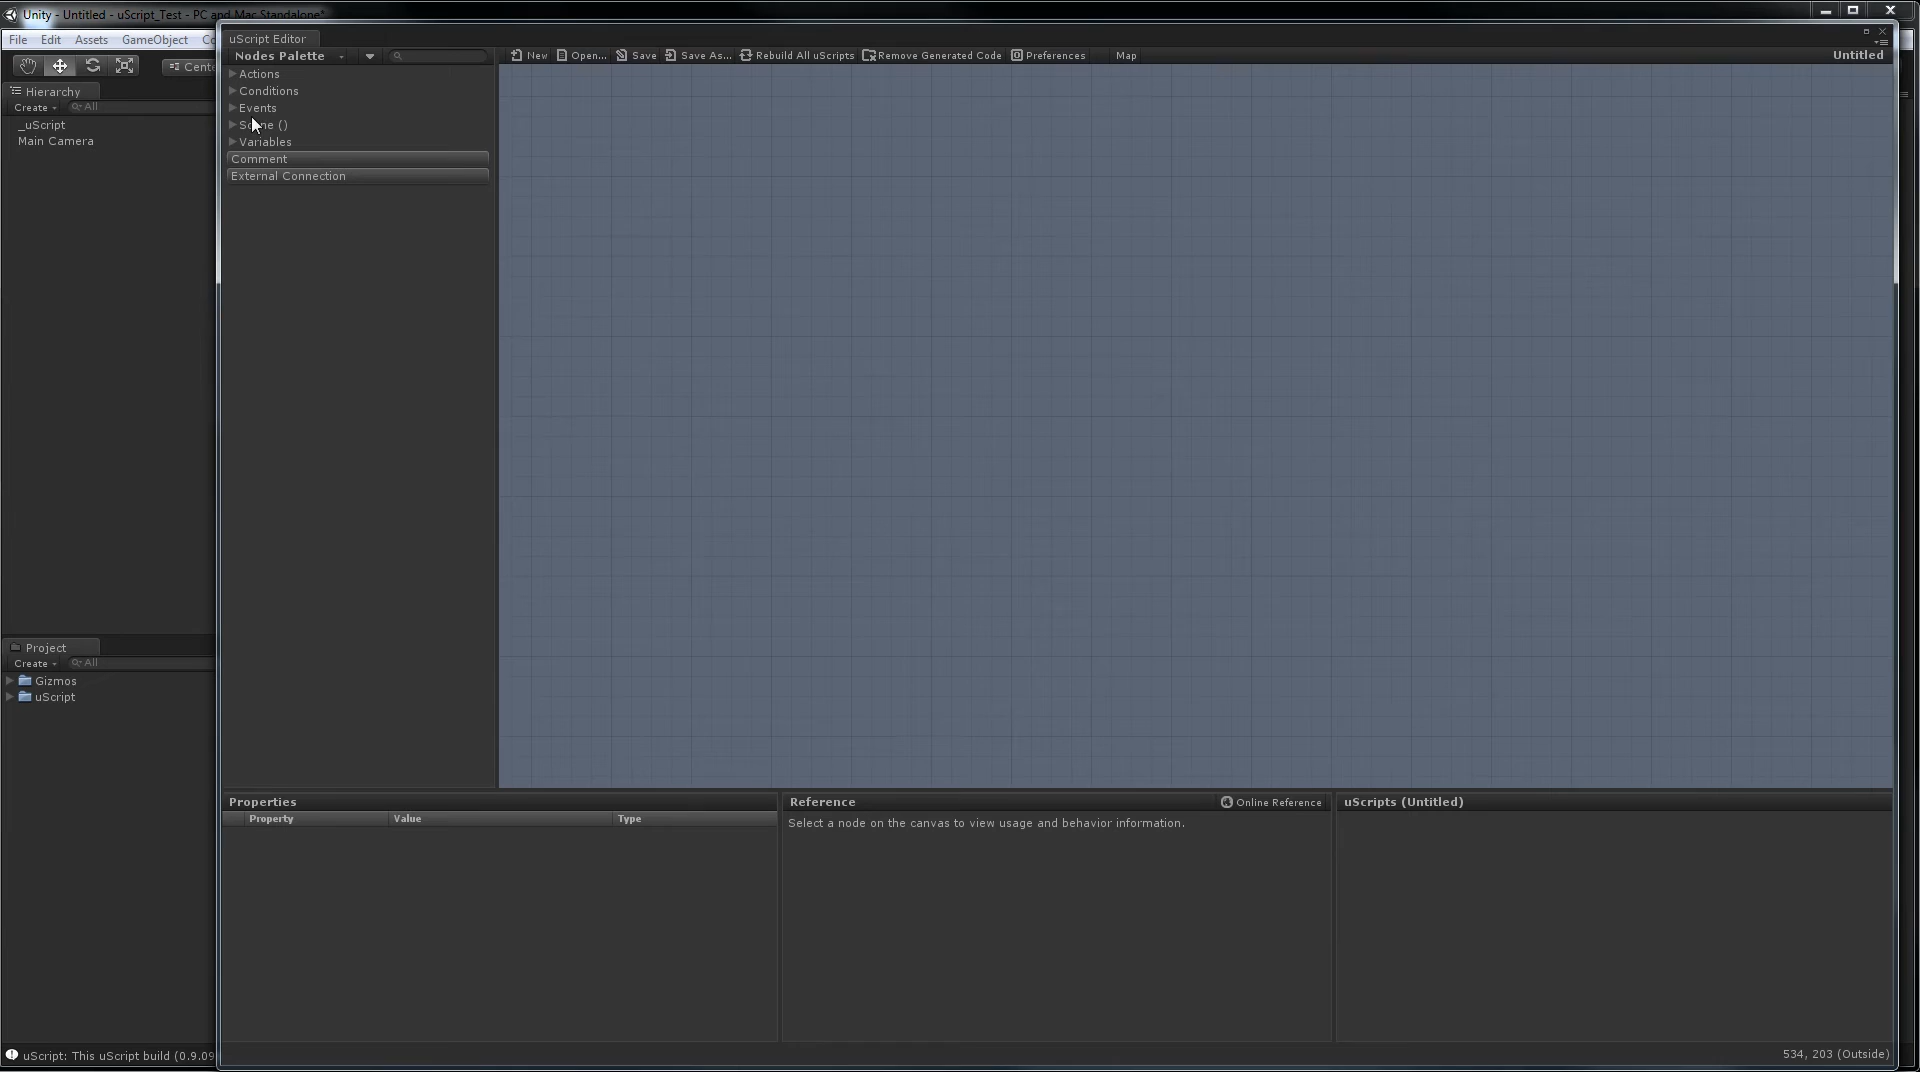 Unity - Untitled - uScript_Test - PC and Mac Standalone*
File Edit Assets GameObject
uScript Editor
Nodes Palette
New Open... Save Save As... Rebuild All uScripts Remove Generated Code Preferences Map Untitled
Cente
Hierarchy
Create All
_uScript
Main Camera
Actions
Conditions
Events
Scene ()
Variables
Comment
External Connection
Project
Create All
Gizmos
uScript
Properties
Property Value Type
Reference Online Reference
Select a node on the canvas to view usage and behavior information.
uScripts (Untitled)
uScript: This uScript build (0.9.09
534, 203 (Outside)